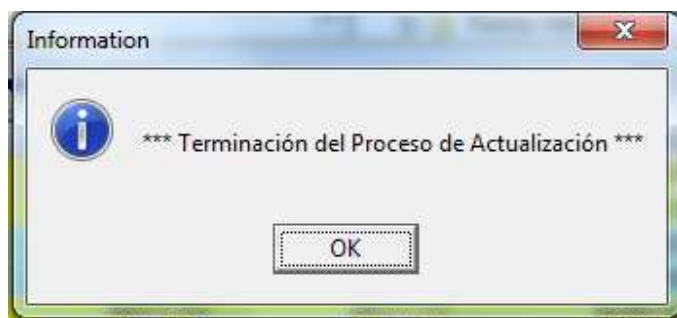 Information
*** Terminación del Proceso de Actualización ***
OK